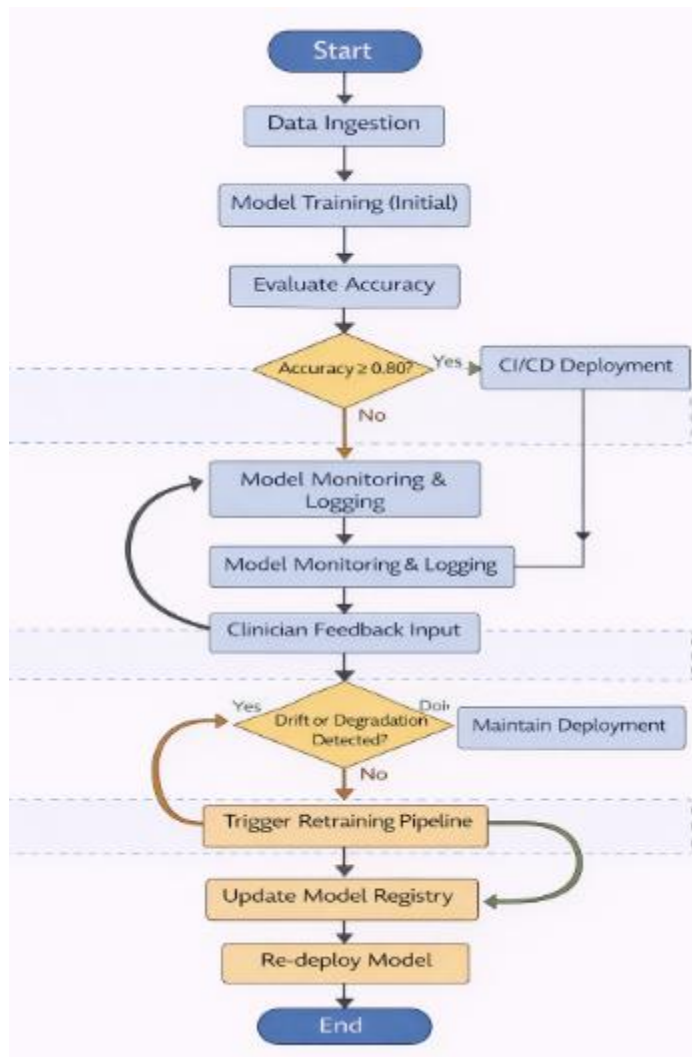 Start
Data Ingestion
Model Training (Initial)
Evaluate Accuracy
Accuracy ≥ 0.80?
Yes
CI/CD Deployment
No
Model Monitoring &
Logging
Model Monitoring & Logging
Clinician Feedback Input
Yes
Doi
Drift or Degradation
Detected?
Maintain Deployment
No
Trigger Retraining Pipeline
Update Model Registry
Re-deploy Model
End